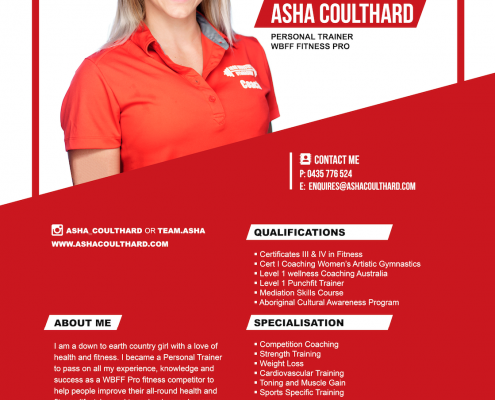 ASHA COULTHARD
PERSONAL TRAINER
WBFF FITNESS PRO
Coach
CONTACT ME
P: 0435 776 524
E: ENQUIRES@ASHACOULTHARD.COM
ASHA_COULTHARD OR TEAM.ASHA
WWW.ASHACOULTHARD.COM
ABOUT ME
I am a down to earth country girl with a love of
health and fitness. I became a Personal Trainer
to pass on all my experience, knowledge and
success as a WBFF Pro fitness competitor to
help people improve their all-round health and
QUALIFICATIONS
▪ Certificates III & IV in Fitness
▪ Cert I Coaching Women's Artistic Gymnastics
▪ Level 1 wellness Coaching Australia
▪ Level 1 Punchfit Trainer
▪ Mediation Skills Course
▪ Aboriginal Cultural Awareness Program
SPECIALISATION
▪ Competition Coaching
▪ Strength Training
▪ Weight Loss
▪ Cardiovascular Training
▪ Toning and Muscle Gain
▪ Sports Specific Training